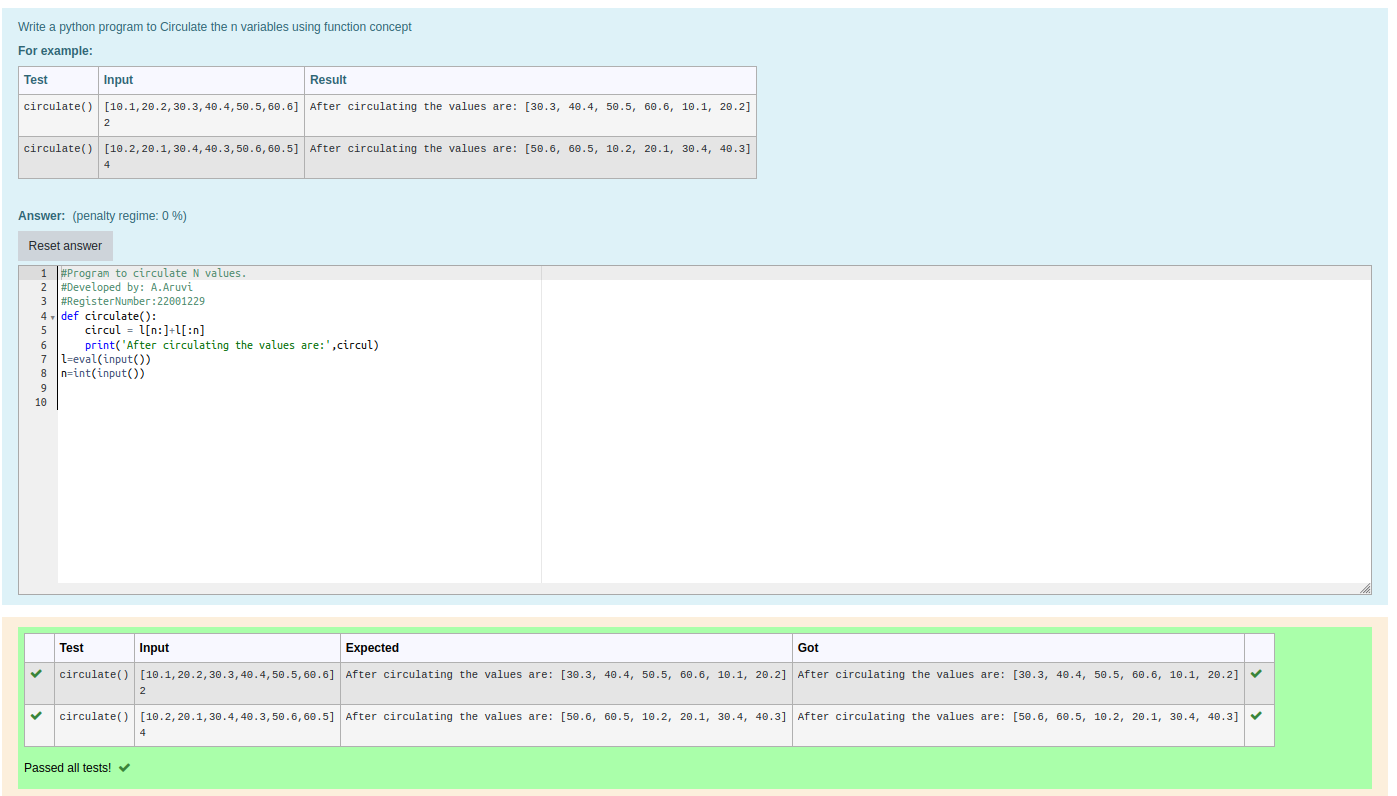 Write a python program to Circulate the n variables using function concept
For example:
Test Input Result
circulate() [10.1,20.2,30.3,40.4,50.5,60.6] After circulating the values are: [30.3, 40.4, 50.5, 60.6, 10.1, 20.2]
2
circulate() [10.2,20.1,30.4,40.3,50.6,60.5] After circulating the values are: [50.6, 60.5, 10.2, 20.1, 30.4, 40.3]
4
Answer: (penalty regime: 0 %)
Reset answer
1 #Program to circulate N values.
2 #Developed by: A.Aruvi
3 #RegisterNumber:22001229
4 def circulate():
5     circul = l[n:]+l[:n]
6     print('After circulating the values are:',circul)
7 l=eval(input())
8 n=int(input())
9
10
Test Input Expected Got
circulate() [10.1,20.2,30.3,40.4,50.5,60.6] After circulating the values are: [30.3, 40.4, 50.5, 60.6, 10.1, 20.2] After circulating the values are: [30.3, 40.4, 50.5, 60.6, 10.1, 20.2]
2
circulate() [10.2,20.1,30.4,40.3,50.6,60.5] After circulating the values are: [50.6, 60.5, 10.2, 20.1, 30.4, 40.3] After circulating the values are: [50.6, 60.5, 10.2, 20.1, 30.4, 40.3]
4
Passed all tests!